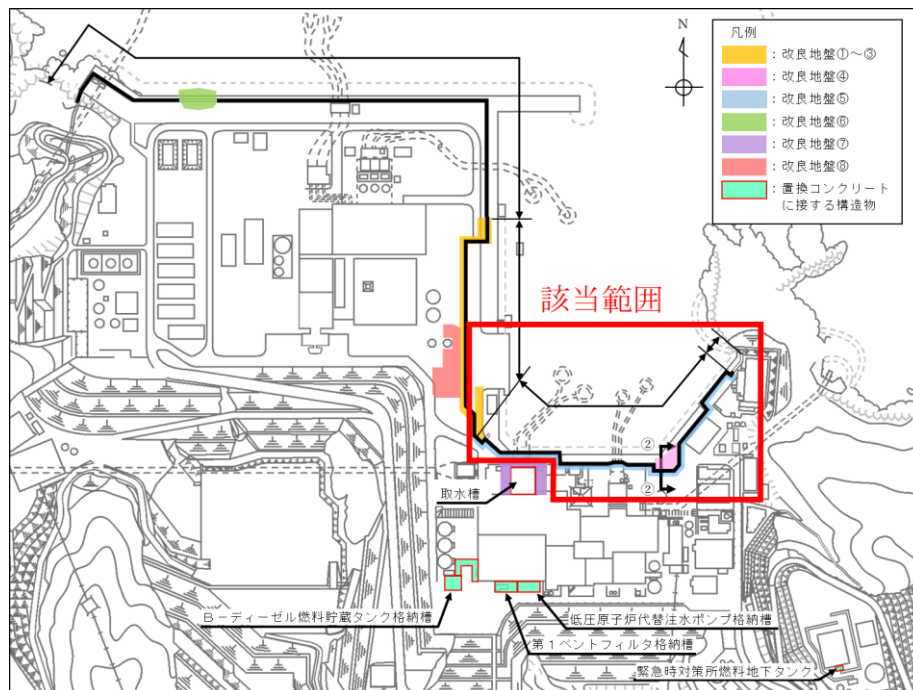 N
凡例
：改良地盤①～③
：改良地盤④
：改良地盤⑤
：改良地盤⑥
：改良地盤⑦
：改良地盤⑧
：置換コンクリート
に接する構造物
該当範囲
②
②
取水槽
B－ディーゼル燃料貯蔵タンク格納槽
低圧原子炉代替注水ポンプ格納槽
第１ベントフィルタ格納槽
緊急時対策所燃料地下タンク